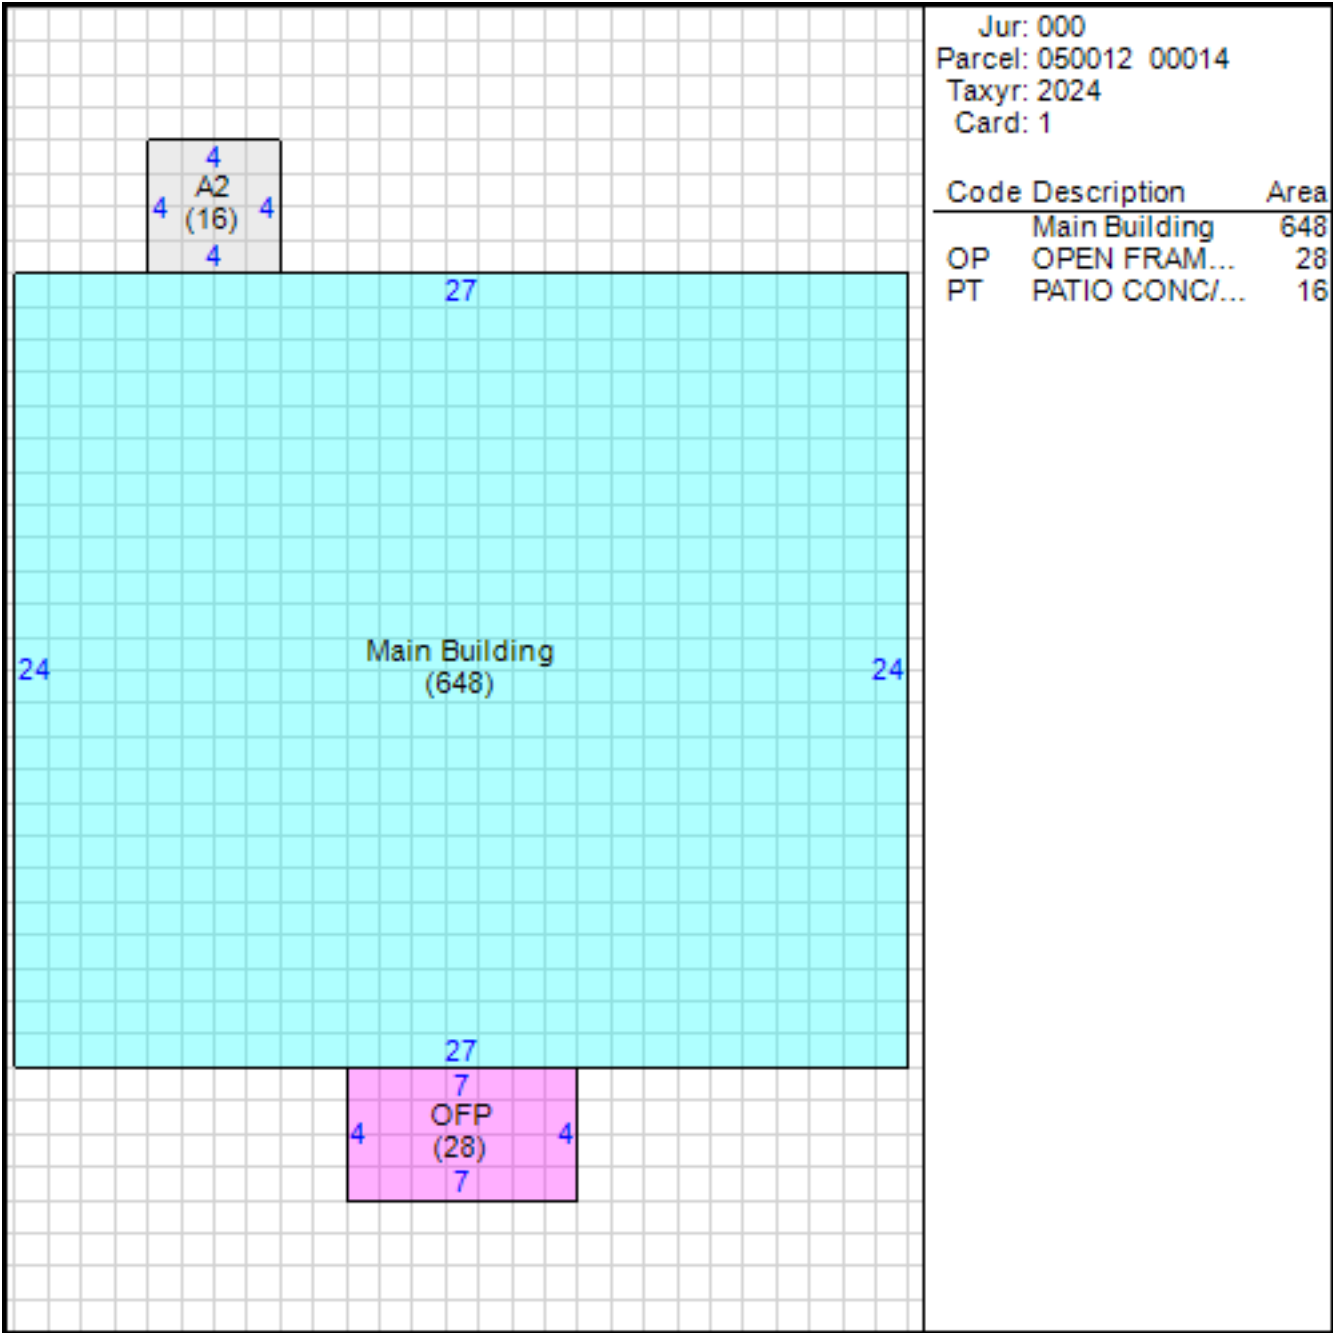 Jur: 000
Parcel: 050012 00014
Taxyr: 2024
Card: 1
Code Description Area
Main Building 648
OP OPEN FRAM... 28
PT PATIO CONC/... 16
4
A2
4 (16) 4
4
27
Main Building
24 (648) 24
27
7
OFP
4 (28) 4
7